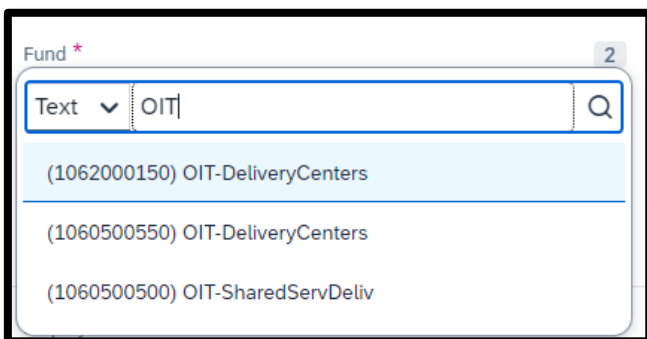 Fund * 2
Text OIT
(1062000150) OIT-DeliveryCenters
(1060500550) OIT-DeliveryCenters
(1060500500) OIT-SharedServDeliv